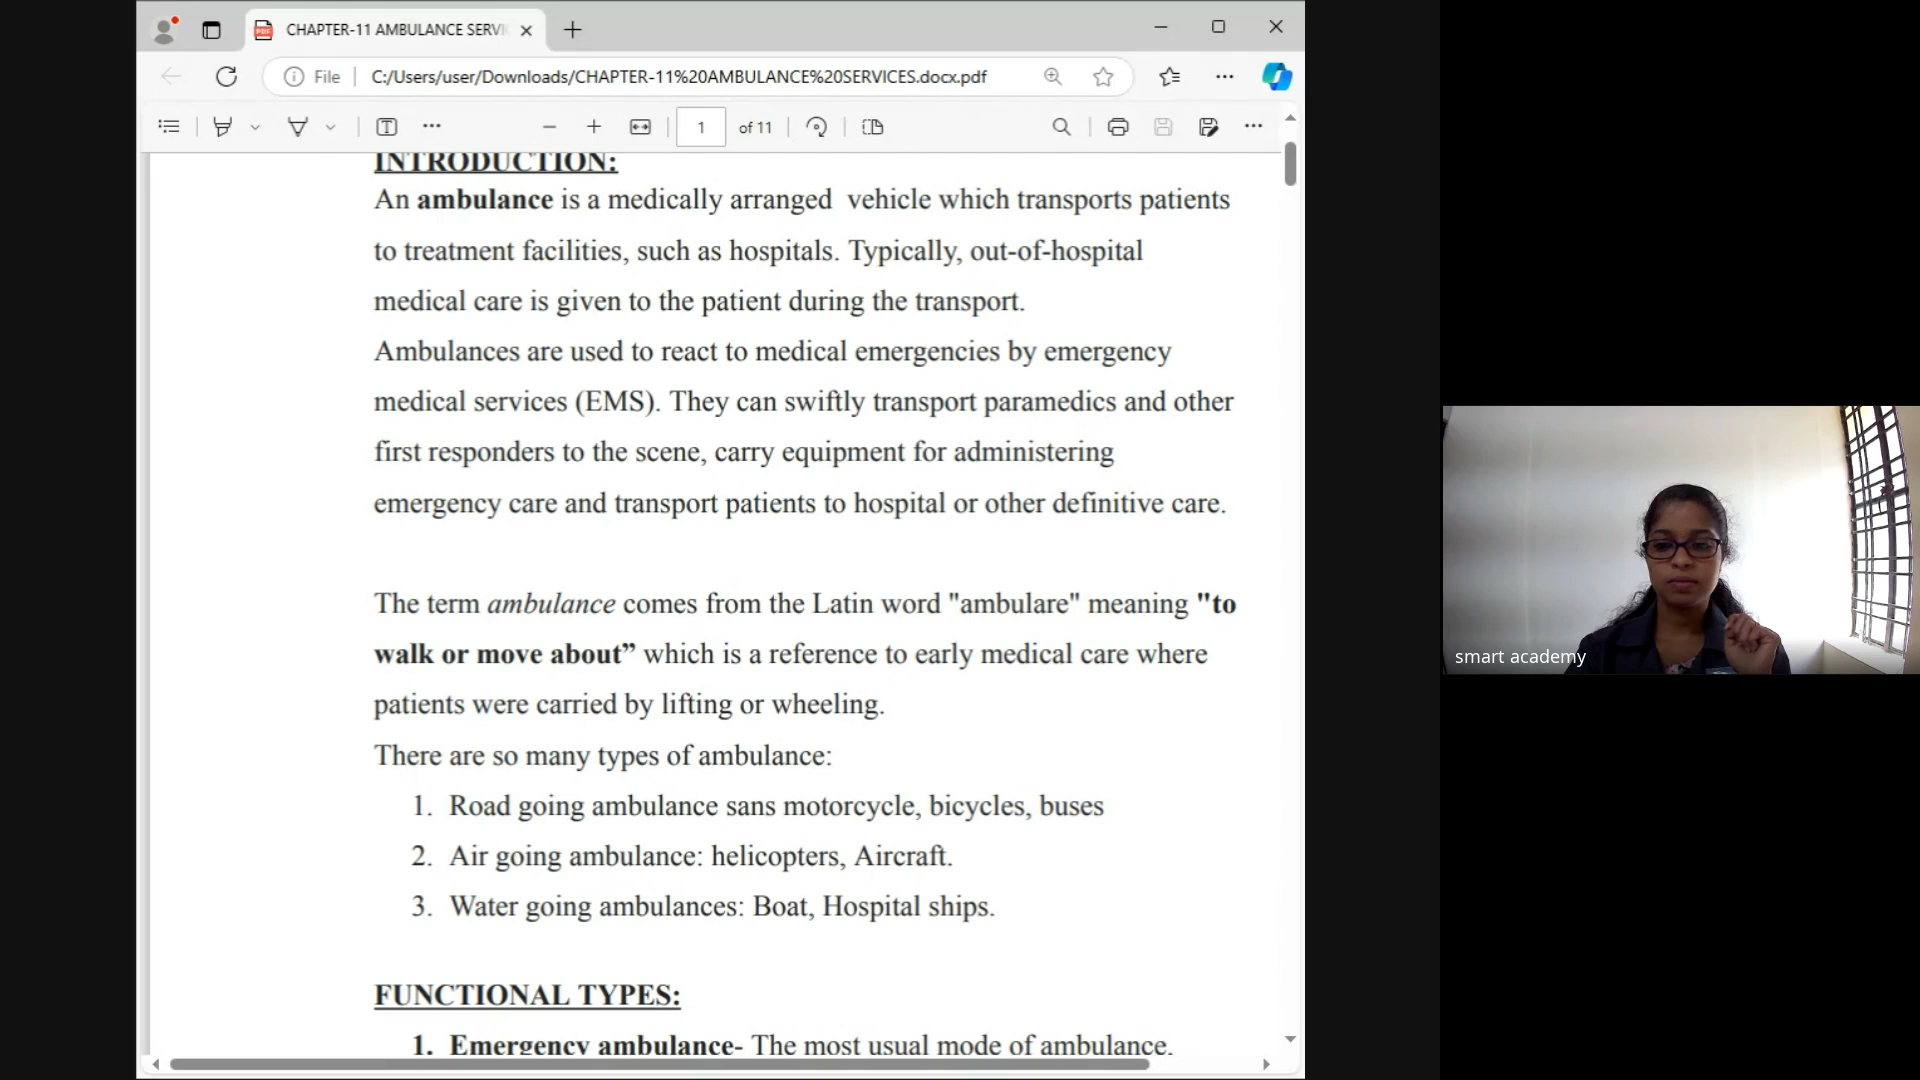 CHAPTER-11 AMBULANCE SERVI
File
C:/Users/user/Downloads/CHAPTER-11%20AMBULANCE%20SERVICES.docx.pdf
1 of 11
INTRODUCTION:
An ambulance is a medically arranged vehicle which transports patients
to treatment facilities, such as hospitals. Typically, out-of-hospital
medical care is given to the patient during the transport.
Ambulances are used to react to medical emergencies by emergency
medical services (EMS). They can swiftly transport paramedics and other
first responders to the scene, carry equipment for administering
emergency care and transport patients to hospital or other definitive care.
The term ambulance comes from the Latin word "ambulare" meaning "to
walk or move about” which is a reference to early medical care where
patients were carried by lifting or wheeling.
There are so many types of ambulance:
1. Road going ambulance sans motorcycle, bicycles, buses
2. Air going ambulance: helicopters, Aircraft.
3. Water going ambulances: Boat, Hospital ships.
FUNCTIONAL TYPES:
1. Emergency ambulance- The most usual mode of ambulance.
smart academy